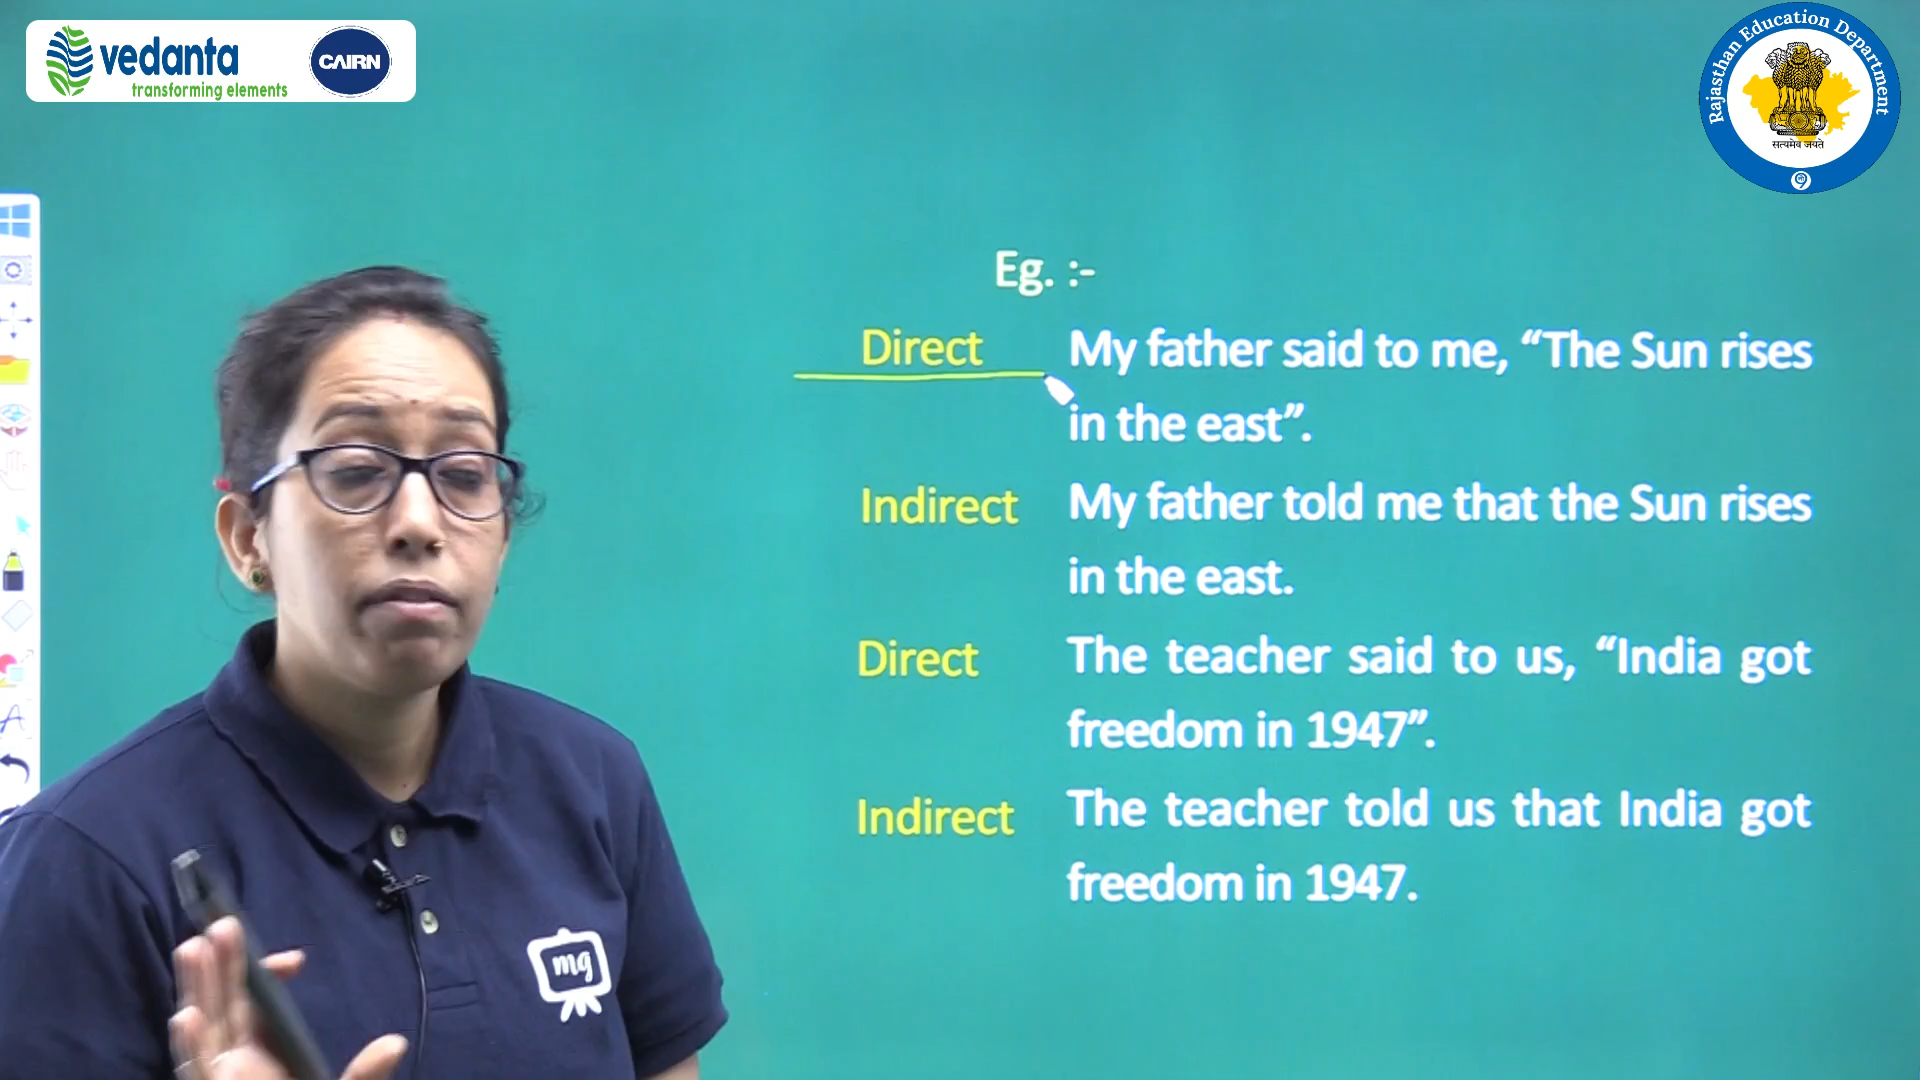 vedanta
transforming elements
CAIRN
Rajasthan Education Department
सत्यमेव जयते
Eg. :-
Direct My father said to me, “The Sun rises
in the east”.
Indirect My father told me that the Sun rises
in the east.
Direct The teacher said to us, “India got
freedom in 1947”.
Indirect The teacher told us that India got
freedom in 1947.
mg